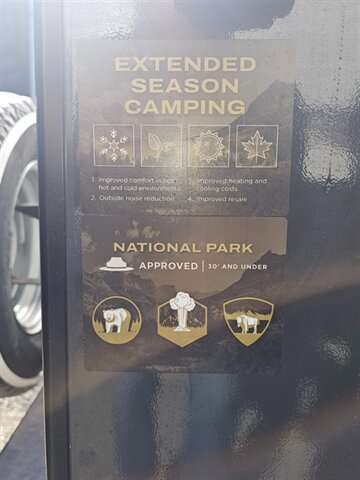 EXTENDED
SEASON
CAMPING
1. Improved comfort in both
hot and cold environments
2. Outside noise reduction
3. Improved heating and
cooling costs
4. Improved resale
NATIONAL PARK
APPROVED | 30' AND UNDER